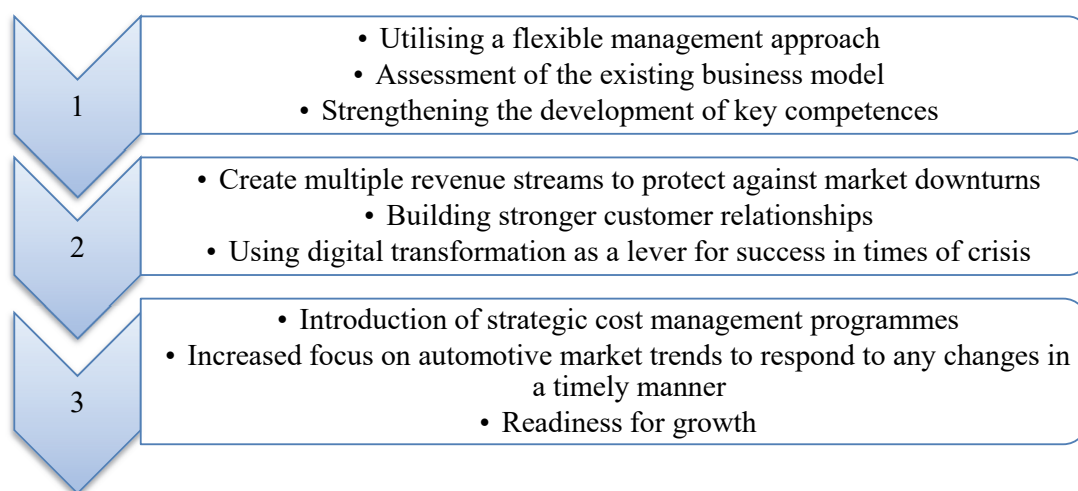 1
• Utilising a flexible management approach
• Assessment of the existing business model
• Strengthening the development of key competences
2
• Create multiple revenue streams to protect against market downturns
• Building stronger customer relationships
• Using digital transformation as a lever for success in times of crisis
3
• Introduction of strategic cost management programmes
• Increased focus on automotive market trends to respond to any changes in
a timely manner
• Readiness for growth